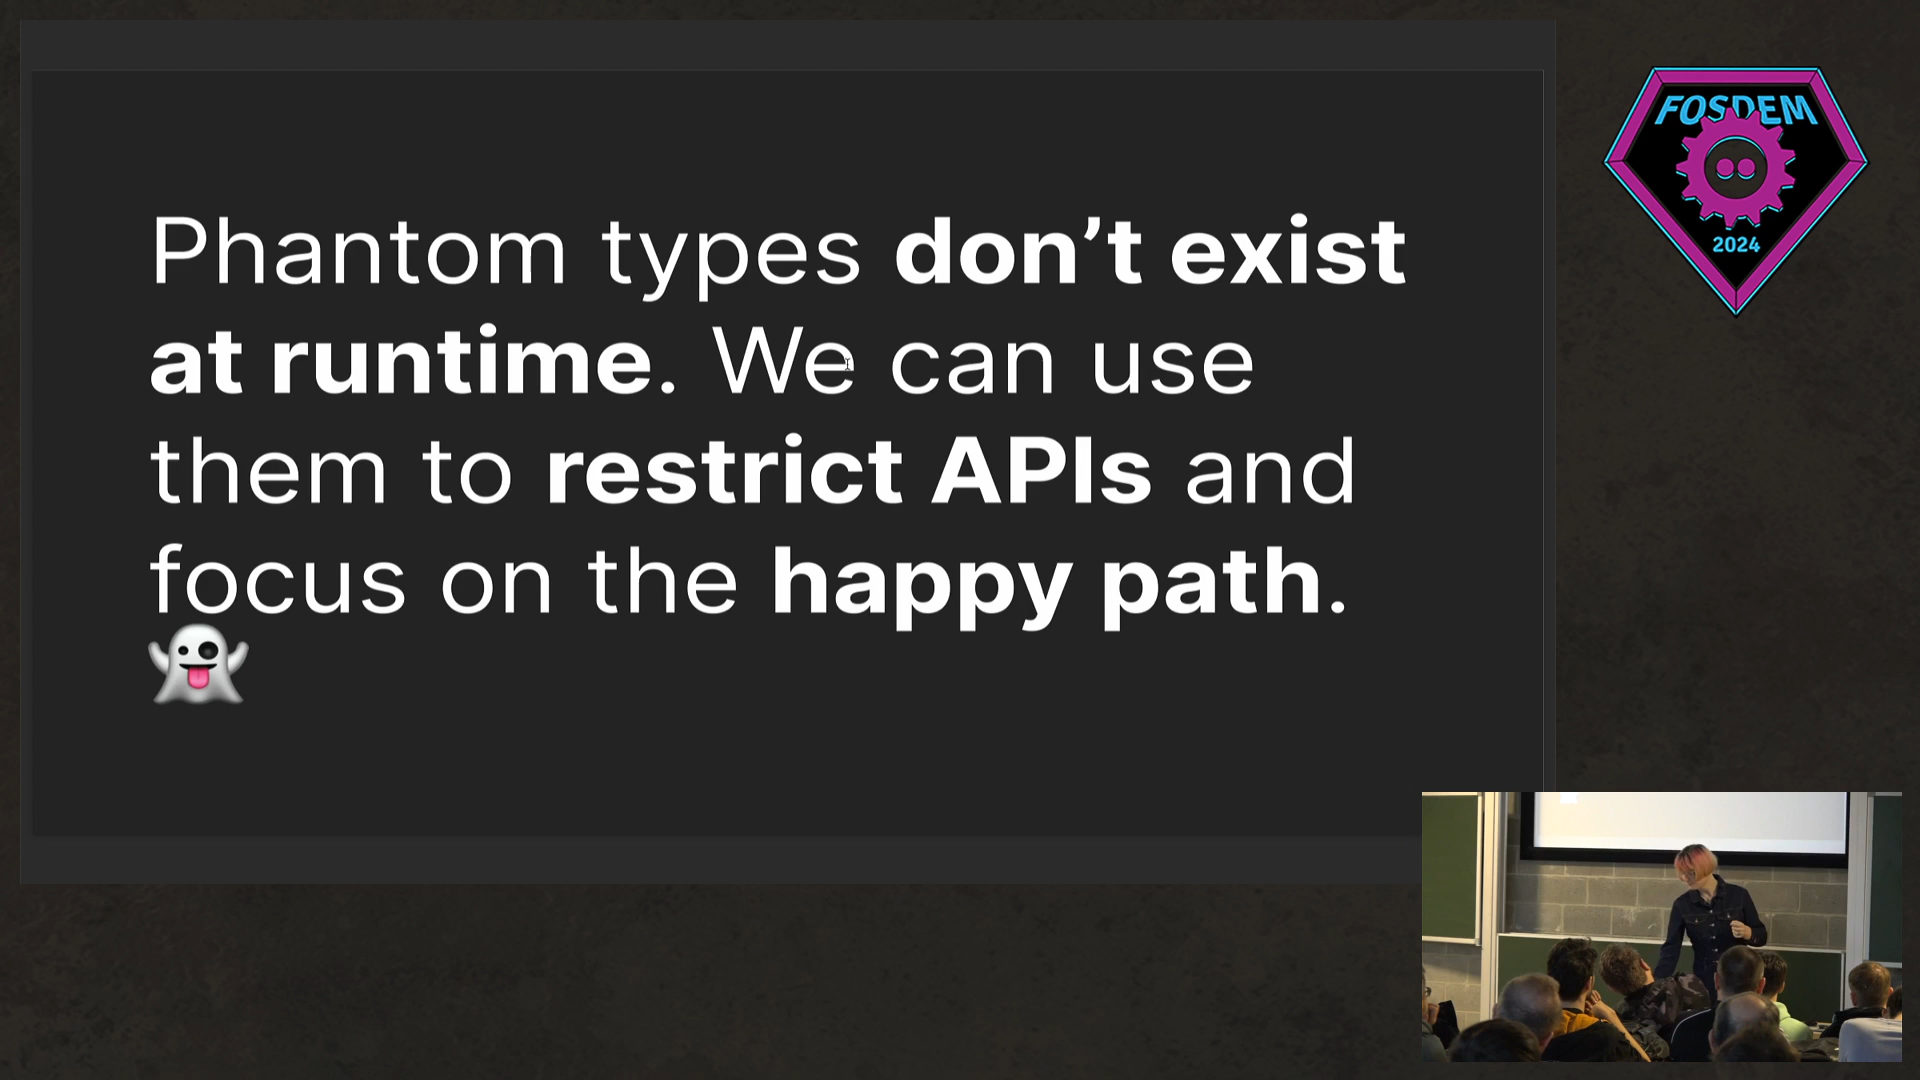 Phantom types don’t exist
at runtime. We can use
them to restrict APIs and
focus on the happy path.
👻
FOSDEM
2024